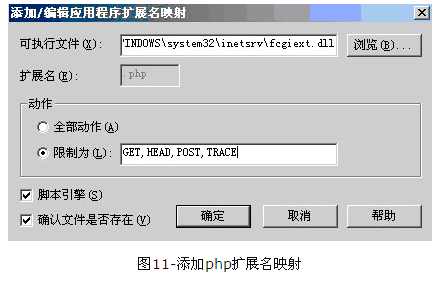 添加/编辑应用程序扩展名映射
可执行文件(X): INDOWS\system32\inetsrv\fcgiext.dll 浏览(B)...
扩展名(E): .php
动作
全部动作(A)
限制为(L): GET,HEAD,POST,TRACE
脚本引擎(S)
确认文件是否存在(V)
确定 取消 帮助
图11-添加php扩展名映射